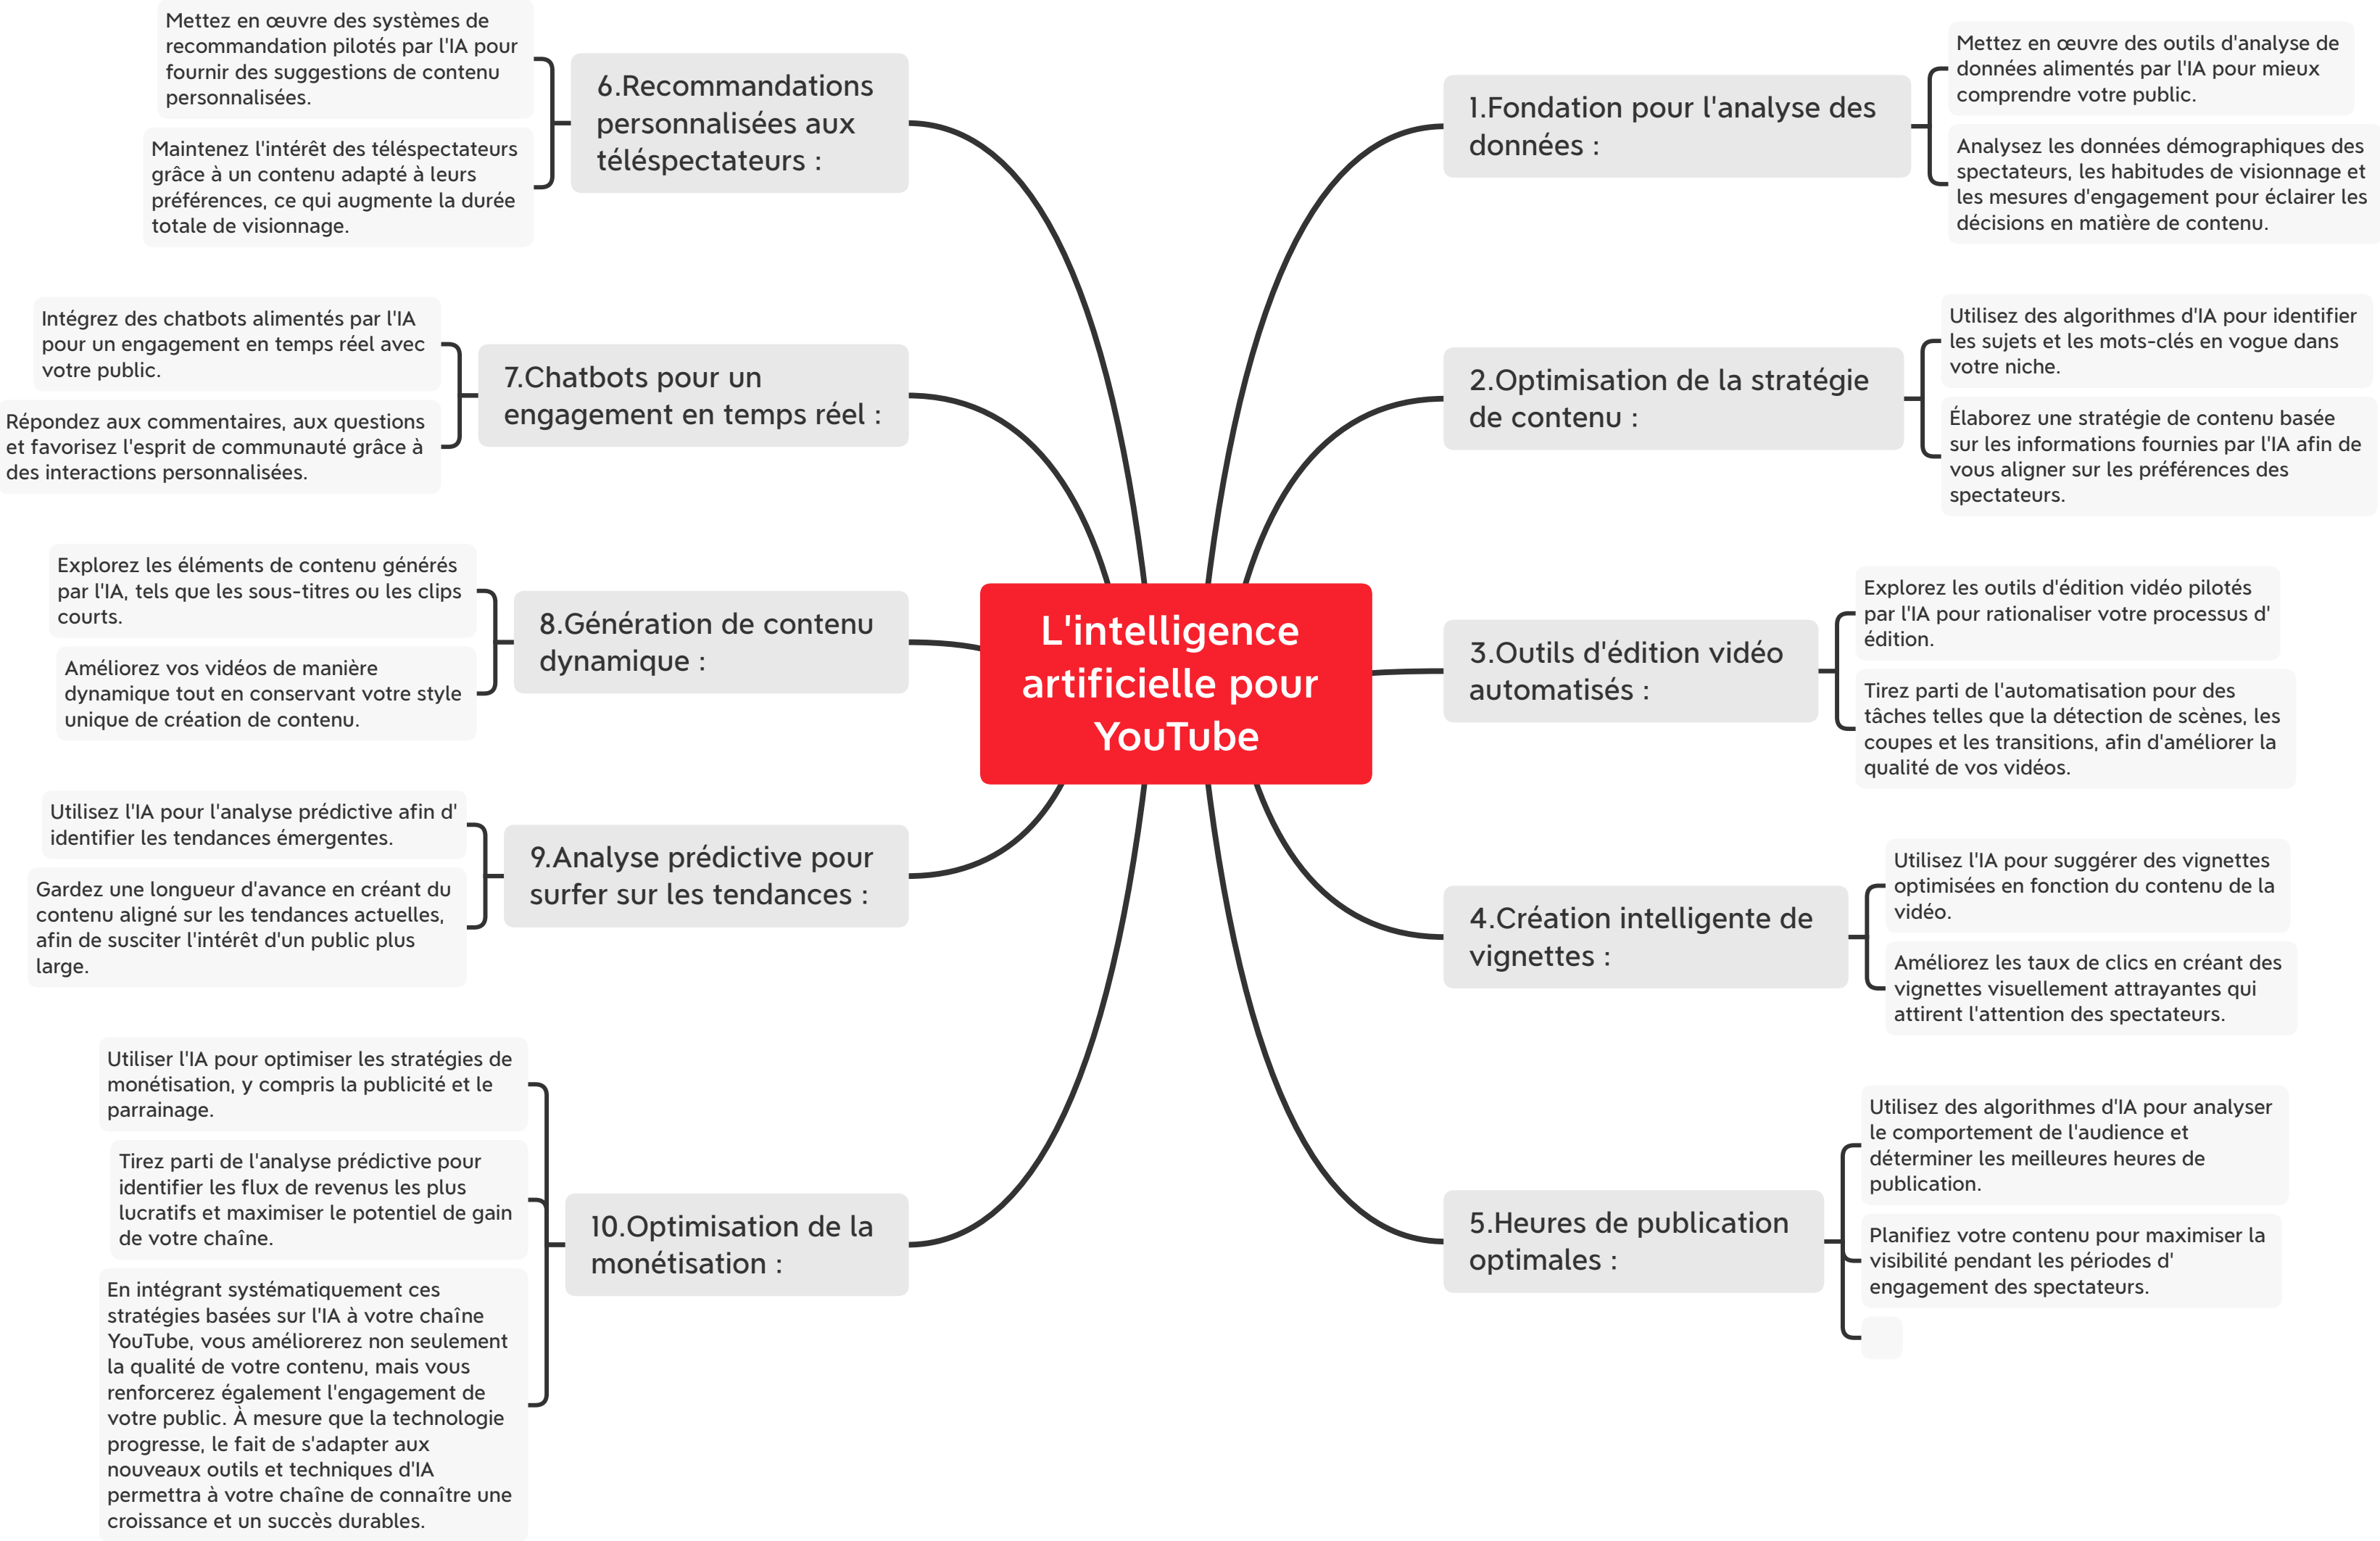 L'intelligence
artificielle pour
YouTube
1.Fondation pour l'analyse des
données :
Mettez en œuvre des outils d'analyse de
données alimentés par l'IA pour mieux
comprendre votre public.
Analysez les données démographiques des
spectateurs, les habitudes de visionnage et
les mesures d'engagement pour éclairer les
décisions en matière de contenu.
2.Optimisation de la stratégie
de contenu :
Utilisez des algorithmes d'IA pour identifier
les sujets et les mots-clés en vogue dans
votre niche.
Élaborez une stratégie de contenu basée
sur les informations fournies par l'IA afin de
vous aligner sur les préférences des
spectateurs.
3.Outils d'édition vidéo
automatisés :
Explorez les outils d'édition vidéo pilotés
par l'IA pour rationaliser votre processus d'
édition.
Tirez parti de l'automatisation pour des
tâches telles que la détection de scènes, les
coupes et les transitions, afin d'améliorer la
qualité de vos vidéos.
4.Création intelligente de
vignettes :
Utilisez l'IA pour suggérer des vignettes
optimisées en fonction du contenu de la
vidéo.
Améliorez les taux de clics en créant des
vignettes visuellement attrayantes qui
attirent l'attention des spectateurs.
5.Heures de publication
optimales :
Utilisez des algorithmes d'IA pour analyser
le comportement de l'audience et
déterminer les meilleures heures de
publication.
Planifiez votre contenu pour maximiser la
visibilité pendant les périodes d'
engagement des spectateurs.
6.Recommandations
personnalisées aux
téléspectateurs :
Mettez en œuvre des systèmes de
recommandation pilotés par l'IA pour
fournir des suggestions de contenu
personnalisées.
Maintenez l'intérêt des téléspectateurs
grâce à un contenu adapté à leurs
préférences, ce qui augmente la durée
totale de visionnage.
7.Chatbots pour un
engagement en temps réel :
Intégrez des chatbots alimentés par l'IA
pour un engagement en temps réel avec
votre public.
Répondez aux commentaires, aux questions
et favorisez l'esprit de communauté grâce à
des interactions personnalisées.
8.Génération de contenu
dynamique :
Explorez les éléments de contenu générés
par l'IA, tels que les sous-titres ou les clips
courts.
Améliorez vos vidéos de manière
dynamique tout en conservant votre style
unique de création de contenu.
9.Analyse prédictive pour
surfer sur les tendances :
Utilisez l'IA pour l'analyse prédictive afin d'
identifier les tendances émergentes.
Gardez une longueur d'avance en créant du
contenu aligné sur les tendances actuelles,
afin de susciter l'intérêt d'un public plus
large.
10.Optimisation de la
monétisation :
Utiliser l'IA pour optimiser les stratégies de
monétisation, y compris la publicité et le
parrainage.
Tirez parti de l'analyse prédictive pour
identifier les flux de revenus les plus
lucratifs et maximiser le potentiel de gain
de votre chaîne.
En intégrant systématiquement ces
stratégies basées sur l'IA à votre chaîne
YouTube, vous améliorerez non seulement
la qualité de votre contenu, mais vous
renforcerez également l'engagement de
votre public. À mesure que la technologie
progresse, le fait de s'adapter aux
nouveaux outils et techniques d'IA
permettra à votre chaîne de connaître une
croissance et un succès durables.